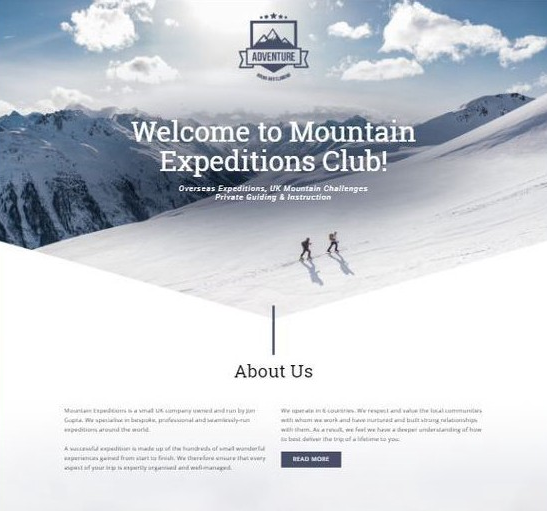 ADVENTURE
Welcome to Mountain
Expeditions Club!
Overseas Expeditions, UK Mountain Challenges
Private Guiding & Instruction
About Us
Mountain Expeditions is a small UK company owned and run by Jon
Gupta. We specialise in bespoke, professional and seamlessly-run
expeditions around the world.
A successful expedition is made up of the hundreds of small wonderful
experiences gained from start to finish. We therefore ensure that every
aspect of your trip is expertly organised and well-managed.
We operate in 6 countries. We respect and value the local communities
with whom we work and have nurtured and built strong relationships
with them. As a result, we feel we have a deeper understanding of how
to best deliver the trip of a lifetime to you.
READ MORE